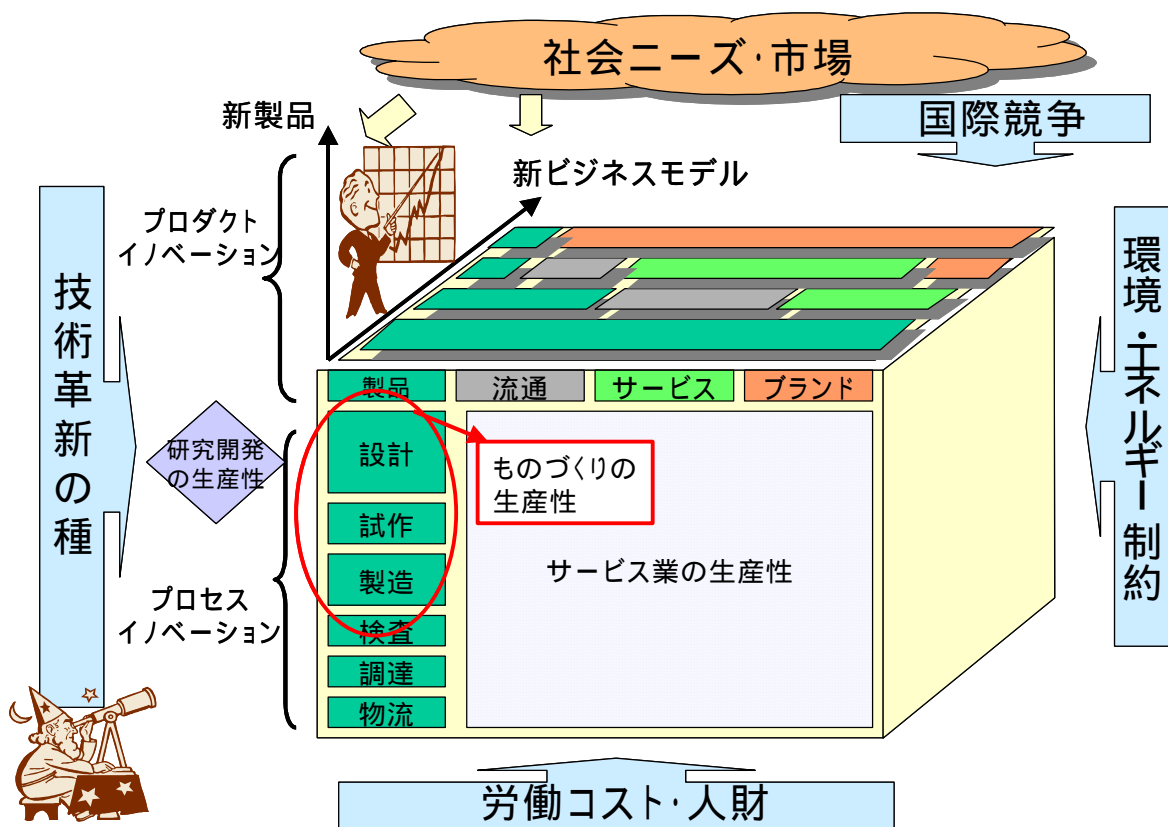 社会ニーズ・市場
国際競争
新製品
新ビジネスモデル
プロダクト
イノベーション
技術革新の種
環境・エネルギー制約
製品
流通
サービス
ブランド
研究開発
の生産性
設計
ものづくりの
生産性
試作
製造
サービス業の生産性
プロセス
イノベーション
検査
調達
物流
労働コスト・人財